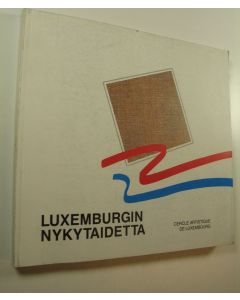 LUXEMBURGIN
NYKYTAIDETTA
CERCLE ARTISTIQUE
DE LUXEMBOURG